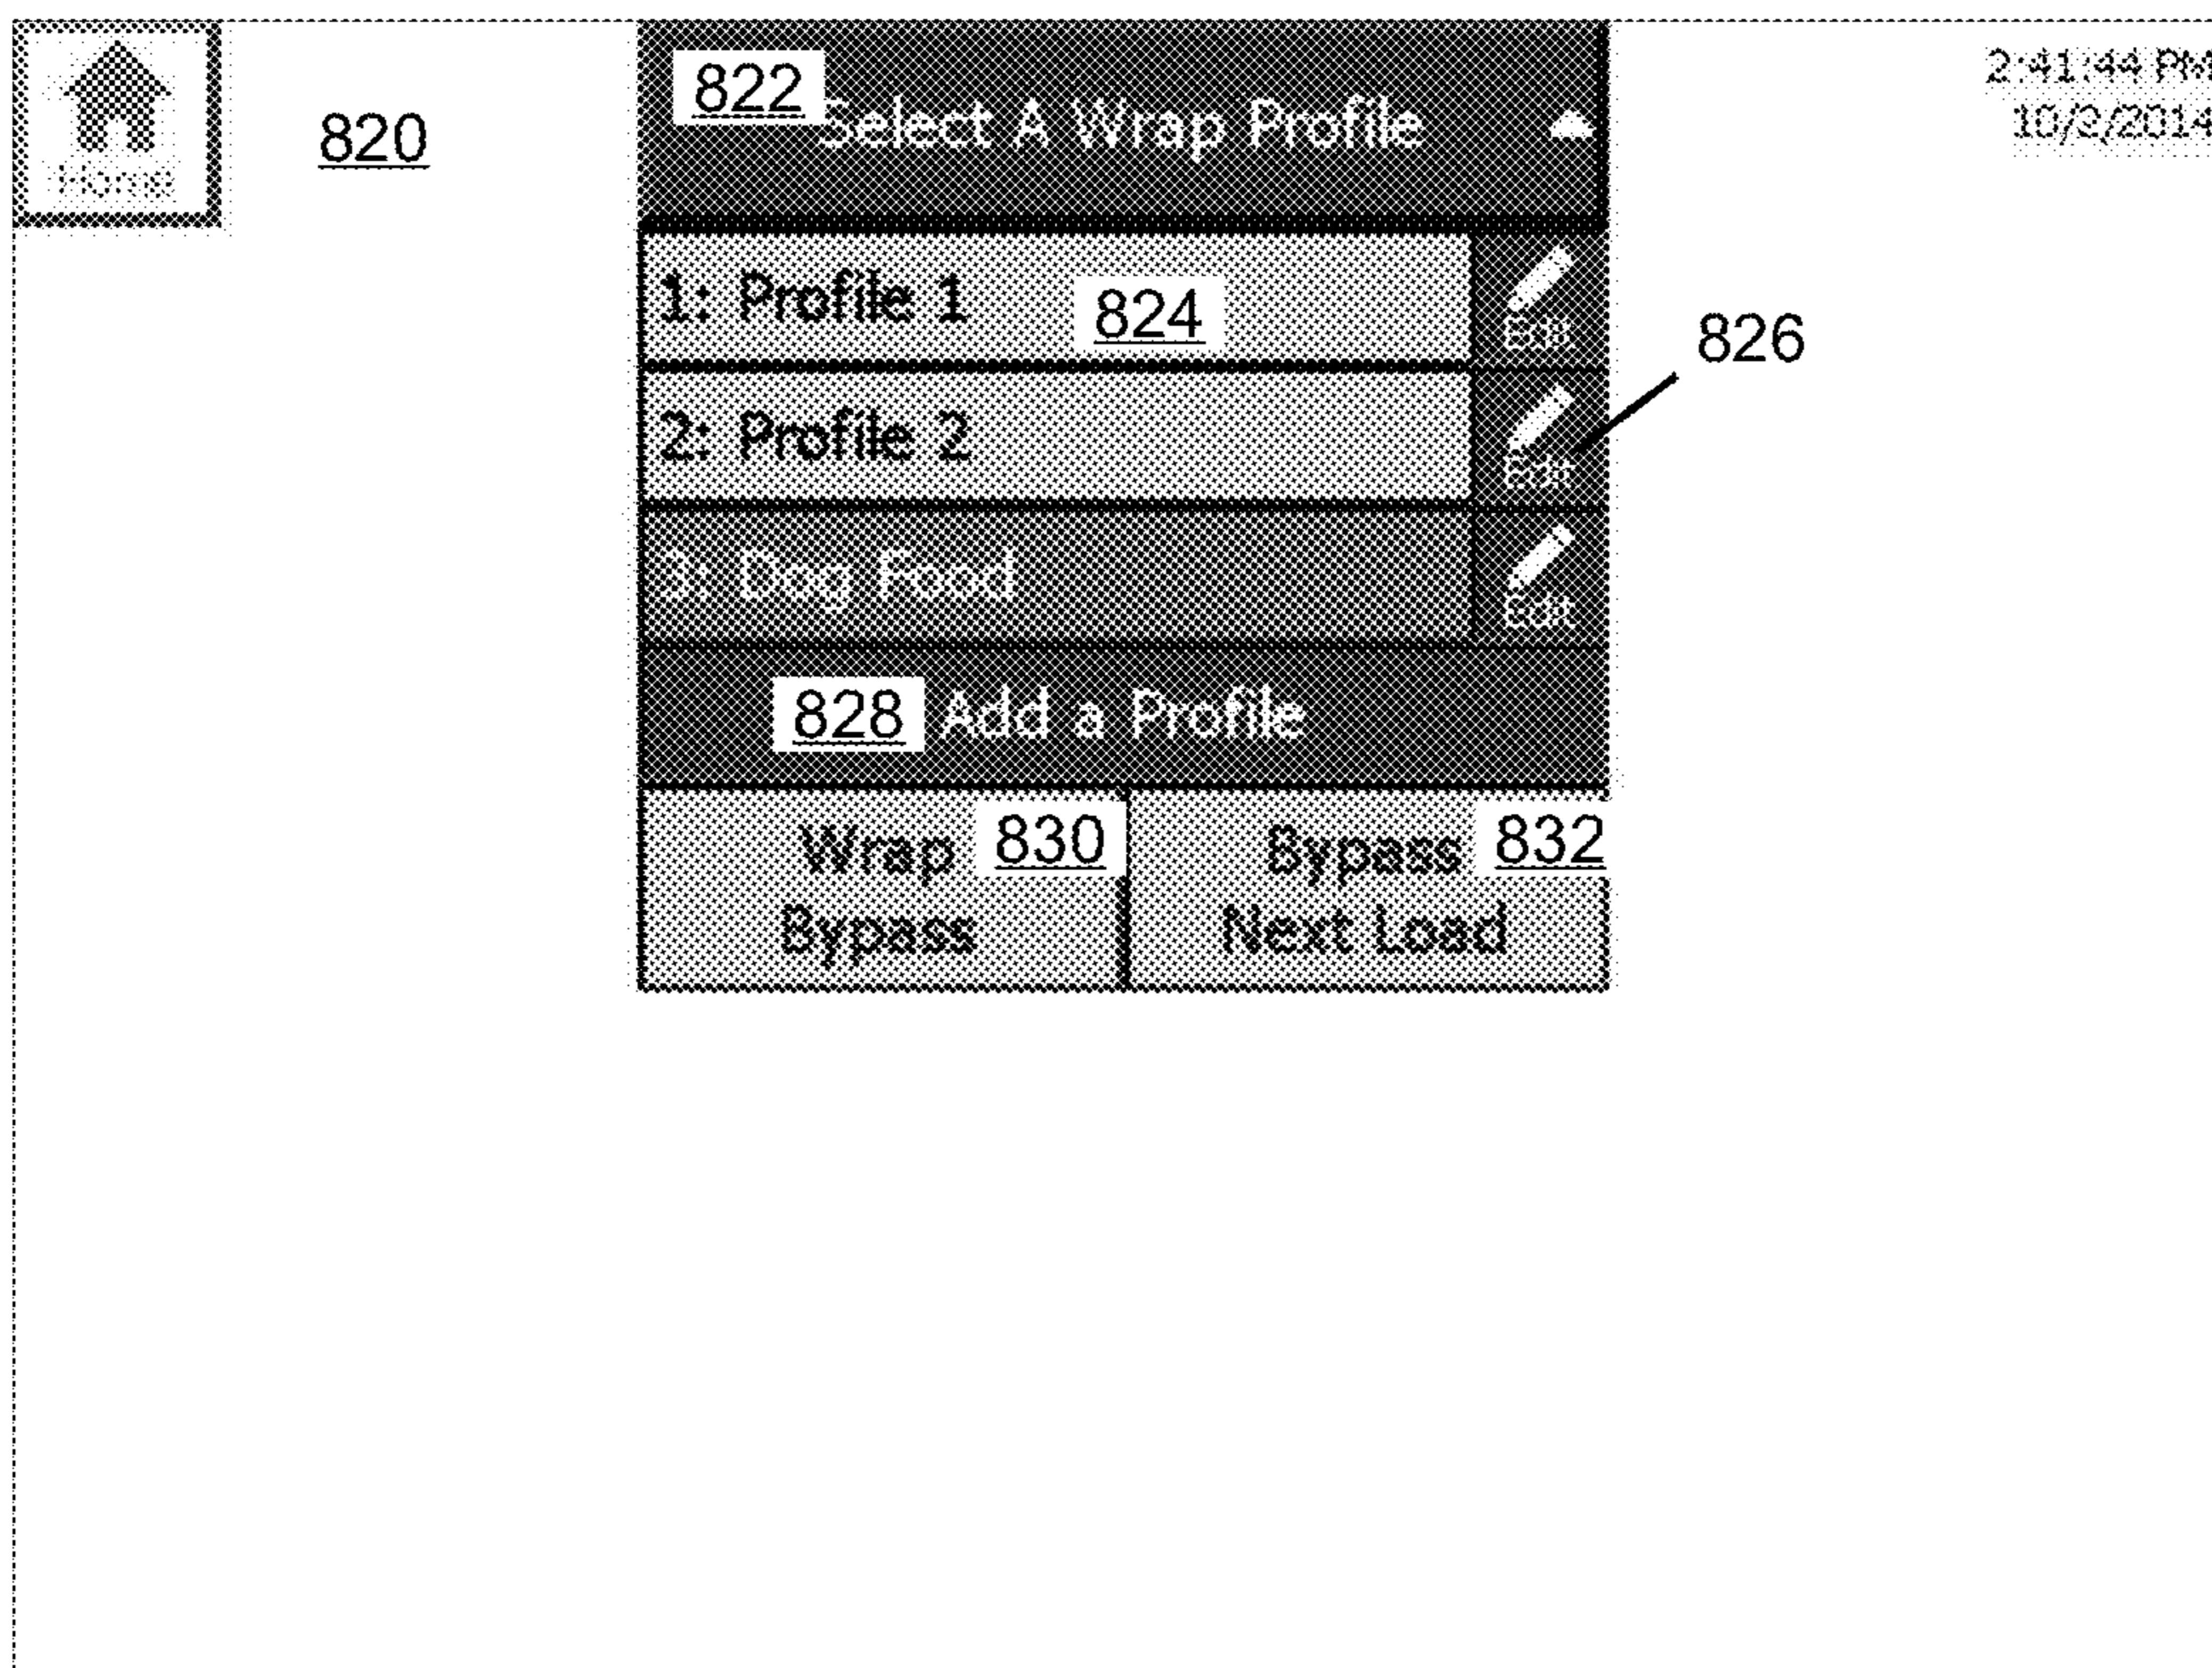 Home
820
822
Select A Wrap Profile
2:41:44 PM
10/2/2014
1: Profile 1
824
Edit
826
2: Profile 2
Edit
3: Dog Food
Edit
828
Add a Profile
Wrap
830
Bypass
Bypass
832
Next Load